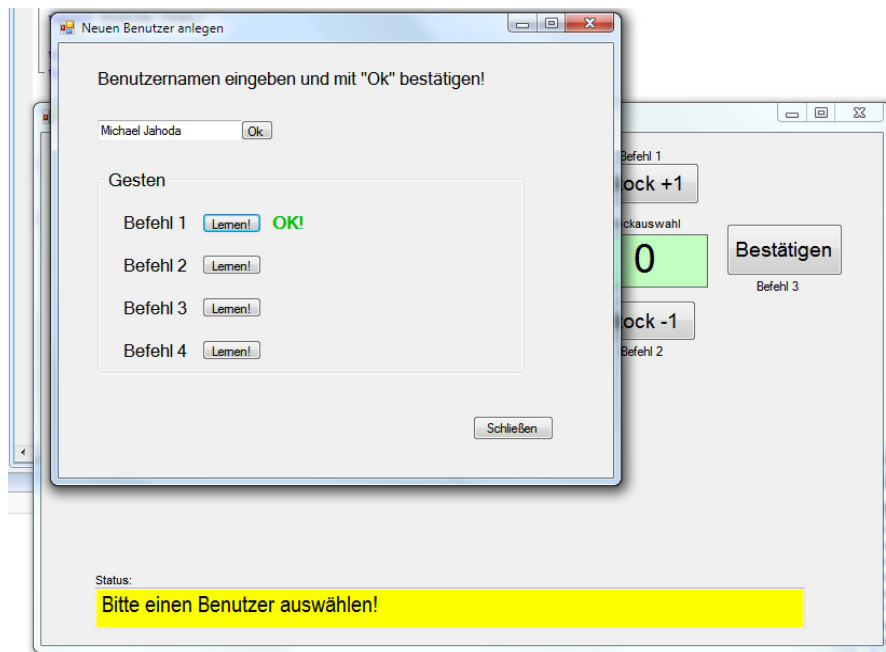 Neuen Benutzer anlegen
Benutzernamen eingeben und mit "Ok" bestätigen!
Michael Jahoda
Ok
Gesten
Befehl 1 Lernen! OK!
Befehl 2 Lernen!
Befehl 3 Lernen!
Befehl 4 Lernen!
Schließen
Befehl 1
ock +1
ckauswahl
0
Bestätigen
Befehl 3
ock -1
Befehl 2
Status:
Bitte einen Benutzer auswählen!